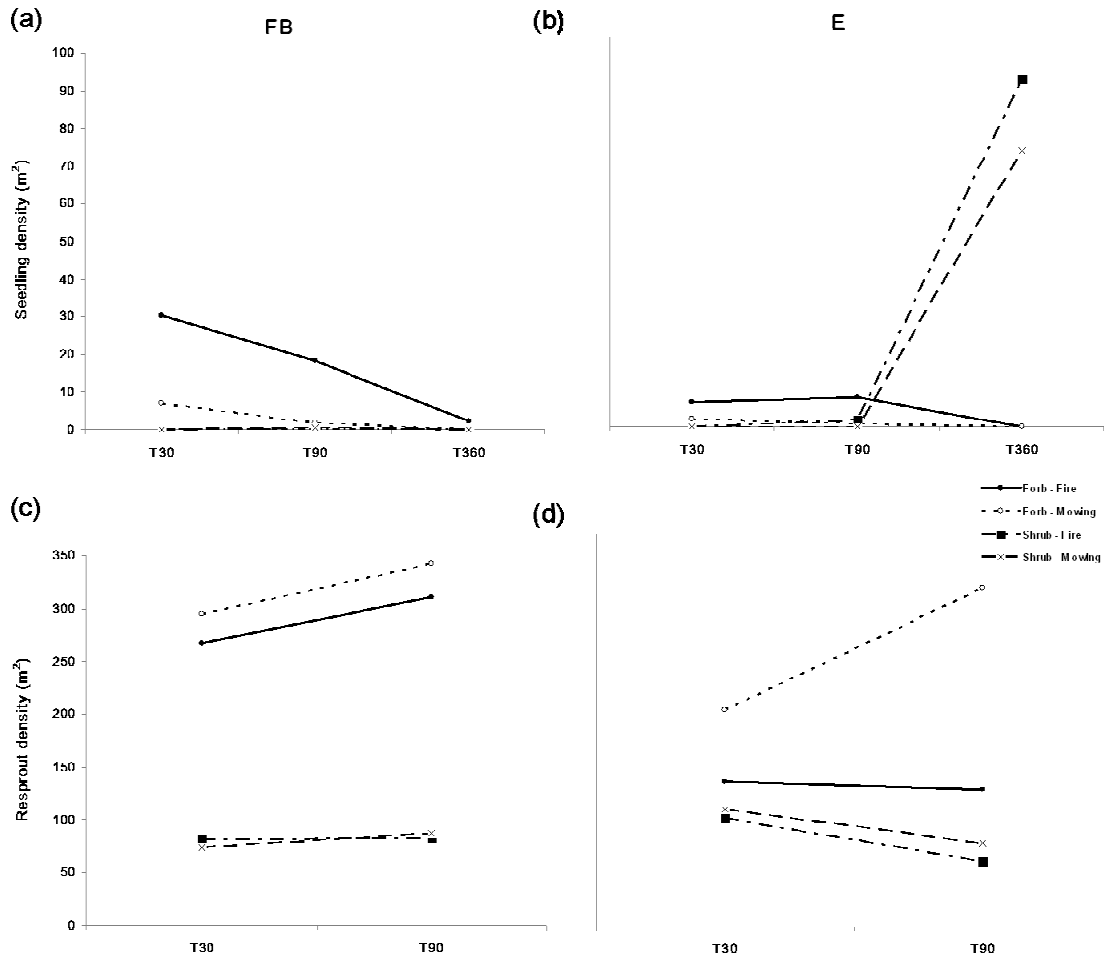 (a)
FB
(b)
E
Seedling density (m²)
100
90
80
70
60
50
40
30
20
10
0
T30
T90
T360
T30
T90
T360
Forb - Fire
Forb - Mowing
Shrub - Fire
Shrub - Mowing
(c)
(d)
Resprout density (m²)
350
300
250
200
150
100
50
0
T30
T90
T30
T90